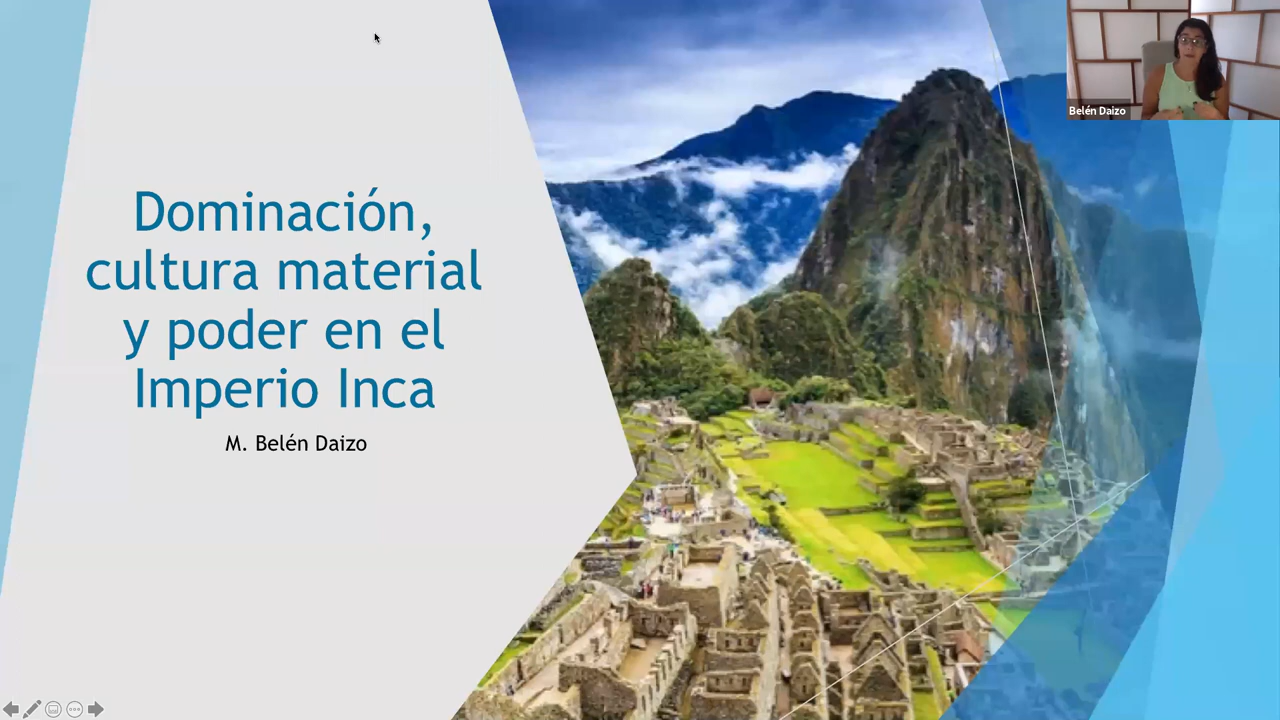 Dominación,
cultura material
y poder en el
Imperio Inca
M. Belén Daizo
Belén Daizo